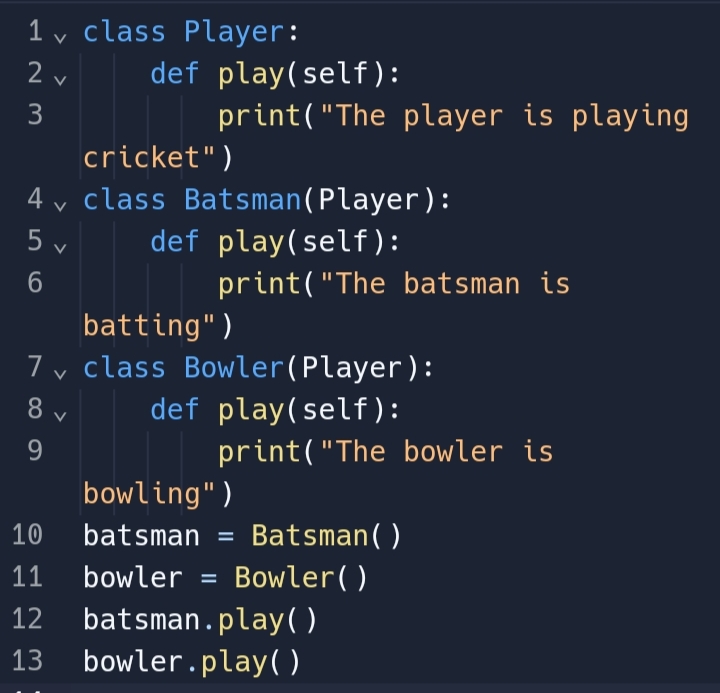 1 class Player:
2     def play(self):
3         print("The player is playing
cricket")
4 class Batsman(Player):
5     def play(self):
6         print("The batsman is
batting")
7 class Bowler(Player):
8     def play(self):
9         print("The bowler is
bowling")
10 batsman = Batsman()
11 bowler = Bowler()
12 batsman.play()
13 bowler.play()